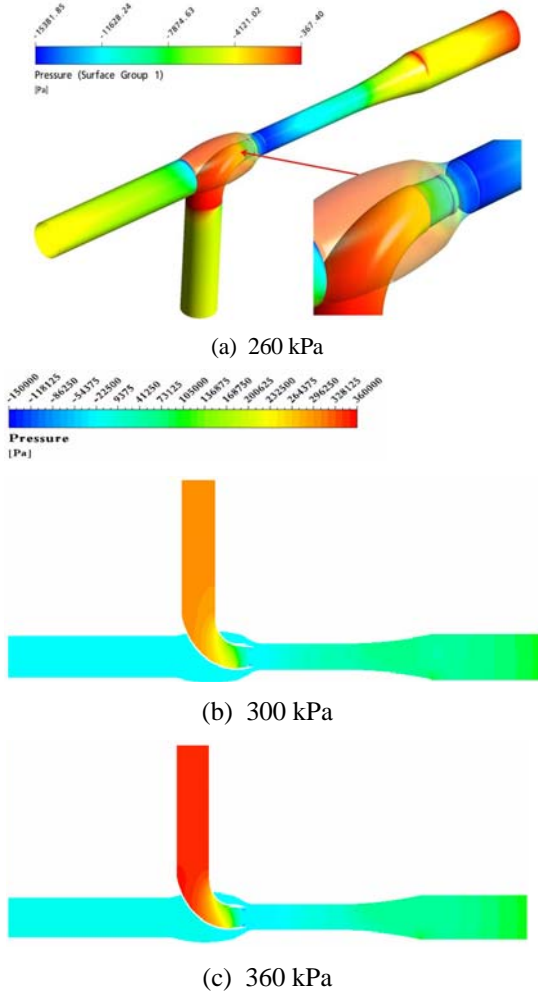 -15381.85 -11628.24 -7874.63 -4121.02 -367.40
Pressure (Surface Group 1)
[Pa]
(a) 260 kPa
-150000 -118125 -86250 -54375 -22500 9375 41250 73125 105000 136875 168750 200625 232500 264375 296250 328125 360000
Pressure
[Pa]
(b) 300 kPa
(c) 360 kPa